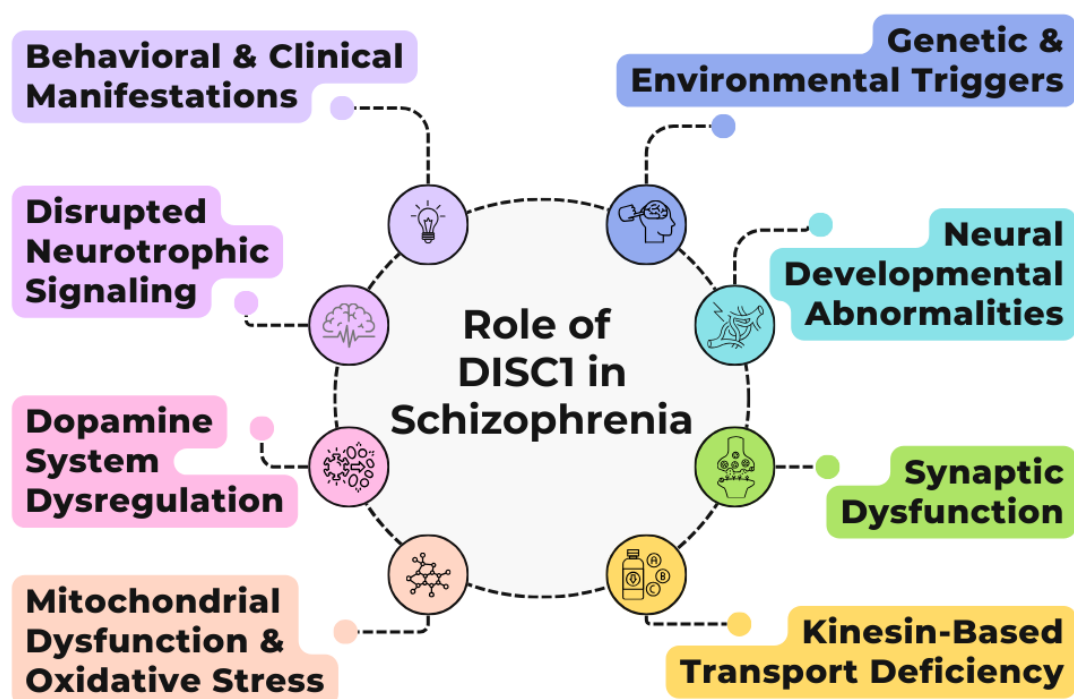 Behavioral & Clinical
Manifestations
Genetic &
Environmental Triggers
Disrupted
Neurotrophic
Signaling
Neural
Developmental
Abnormalities
Role of
DISC1 in
Schizophrenia
Dopamine
System
Dysregulation
Synaptic
Dysfunction
Mitochondrial
Dysfunction &
Oxidative Stress
A
B
C
Kinesin-Based
Transport Deficiency